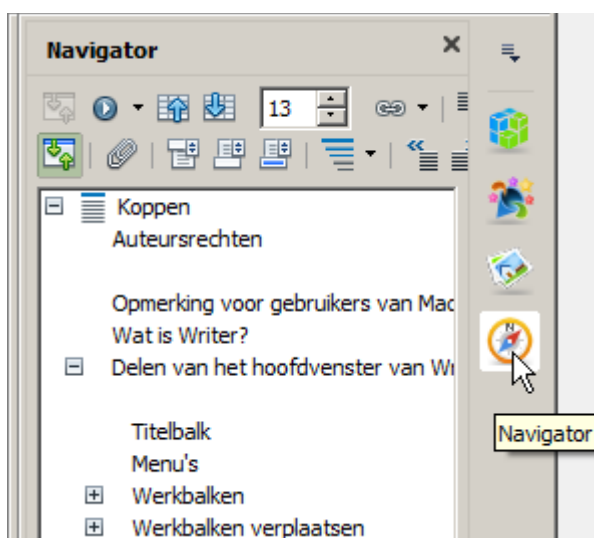 Navigator
13
Koppen
Auteursrechten
Opmerking voor gebruikers van Mac
Wat is Writer?
Delen van het hoofdvenster van Wr
Titelbalk
Menu's
Werkbalken
Werkbalken verplaatsen
N
Navigator